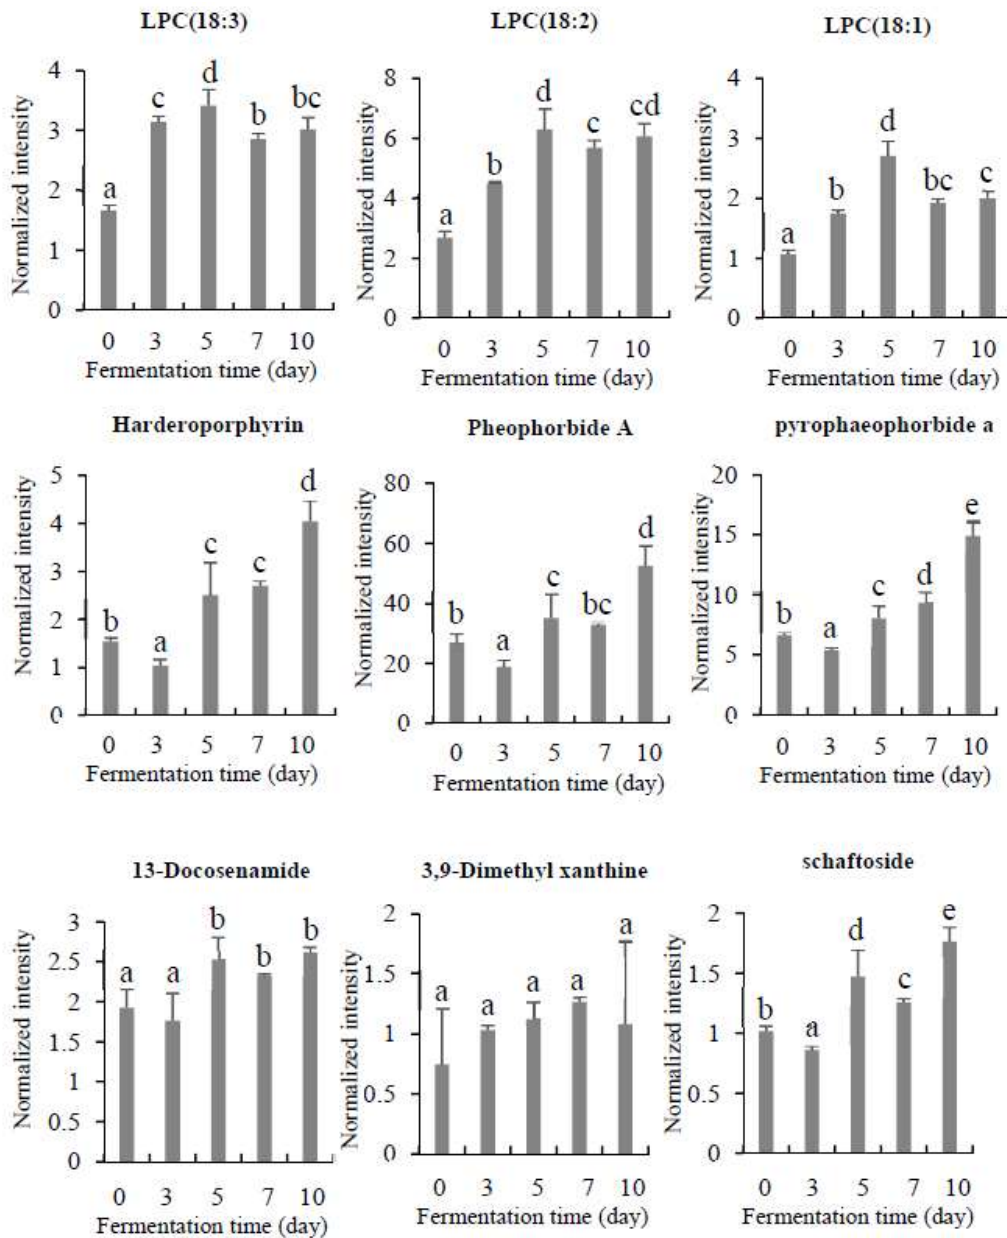 LPC(18:3)
LPC(18:2)
LPC(18:1)
Normalized intensity
4
3
2
1
0
a
c
d
b
bc
0 3 5 7 10
Fermentation time (day)
Normalized intensity
8
6
4
2
0
a
b
d
c
cd
0 3 5 7 10
Fermentation time (day)
Normalized intensity
4
3
2
1
0
a
b
d
bc
c
0 3 5 7 10
Fermentation time (day)
Harderoporphyrin
Pheophorbide A
pyrophaeophorbide a
Normalized intensity
5
4
3
2
1
0
b
a
c
c
d
0 3 5 7 10
Fermentation time (day)
Normalized intensity
80
60
40
20
0
b
a
c
bc
d
0 3 5 7 10
Fermentation time (day)
Normalized intensity
20
15
10
5
0
b
a
c
d
e
0 3 5 7 10
Fermentation time (day)
13-Docosenamide
3,9-Dimethyl xanthine
schaftoside
Normalized intensity
3
2.5
2
1.5
1
0.5
0
a
a
b
b
b
0 3 5 7 10
Fermentation time (day)
Normalized intensity
2
1.5
1
0.5
0
a
a
a
a
a
0 3 5 7 10
Fermentation time (day)
Normalized intensity
2
1.5
1
0.5
0
b
a
d
c
e
0 3 5 7 10
Fermentation time (day)